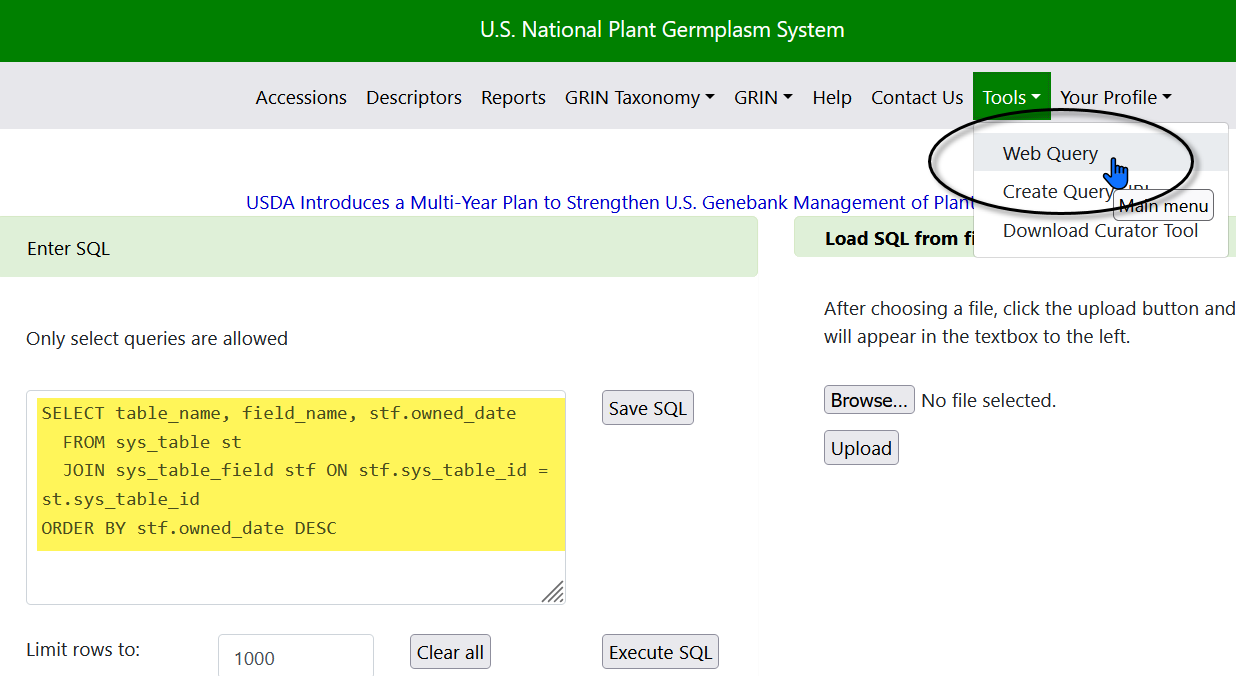 U.S. National Plant Germplasm System
Accessions Descriptors Reports GRIN Taxonomy GRIN Help Contact Us Tools Your Profile
Web Query
Create Query
Main menu
Download Curator Tool
USDA Introduces a Multi-Year Plan to Strengthen U.S. Genebank Management of Plant
Enter SQL
Load SQL from
Only select queries are allowed
After choosing a file, click the upload button and
will appear in the textbox to the left.
SELECT table_name, field_name, stf.owned_date
FROM sys_table st
JOIN sys_table_field stf ON stf.sys_table_id =
st.sys_table_id
ORDER BY stf.owned_date DESC
Save SQL
Browse... No file selected.
Upload
Limit rows to:
1000
Clear all
Execute SQL